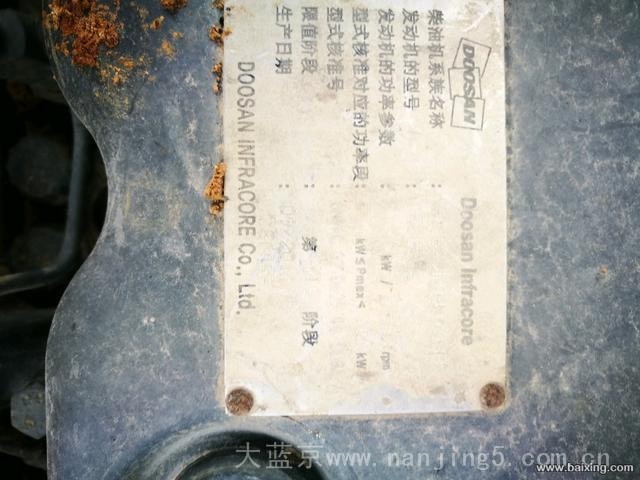 DOOSAN Doosan Infracore
柴油机系族名称 :
发动机的型号 :
发动机的功率参数 : kW / rpm
型式核准对应的功率段: kW≤Pmax< kW
型式核准号 :
限值阶段 : 第 阶段
生产日期 :
DOOSAN INFRACORE Co., Ltd.
大蓝京www.nanjing5.com.cn
www.baixing.com